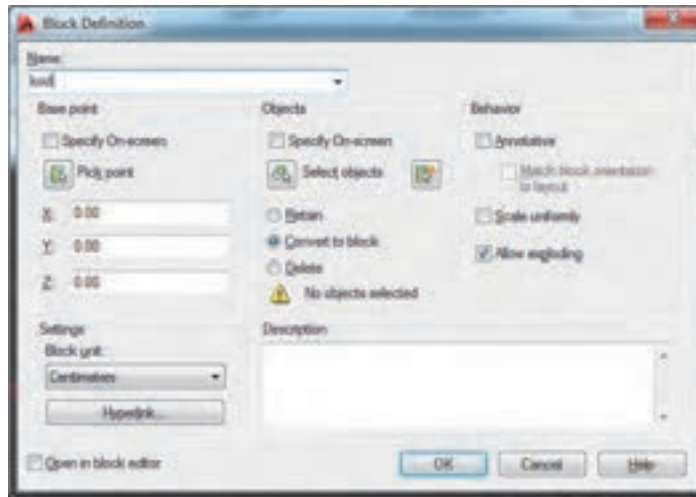 Block Definition
Name:
Base point
Specify On-screen
Pick point
X: 0.00
Y: 0.00
Z: 0.00
Objects
Specify On-screen
Select objects
Retain
Convert to block
Delete
No objects selected
Behavior
Annotative
Match block orientation
to layout
Scale uniformly
Allow exploding
Settings
Block unit:
Centimeters
Hyperlink...
Description
Open in block editor
OK
Cancel
Help